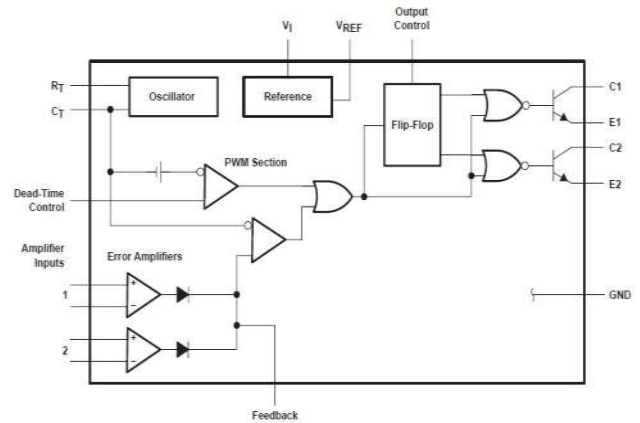 Output
Control
VI
VREF
RT
CT
Oscillator
Reference
Flip-Flop
C1
E1
C2
E2
PWM Section
Dead-Time
Control
Amplifier
Inputs
Error Amplifiers
1
+
−
2
+
−
GND
Feedback